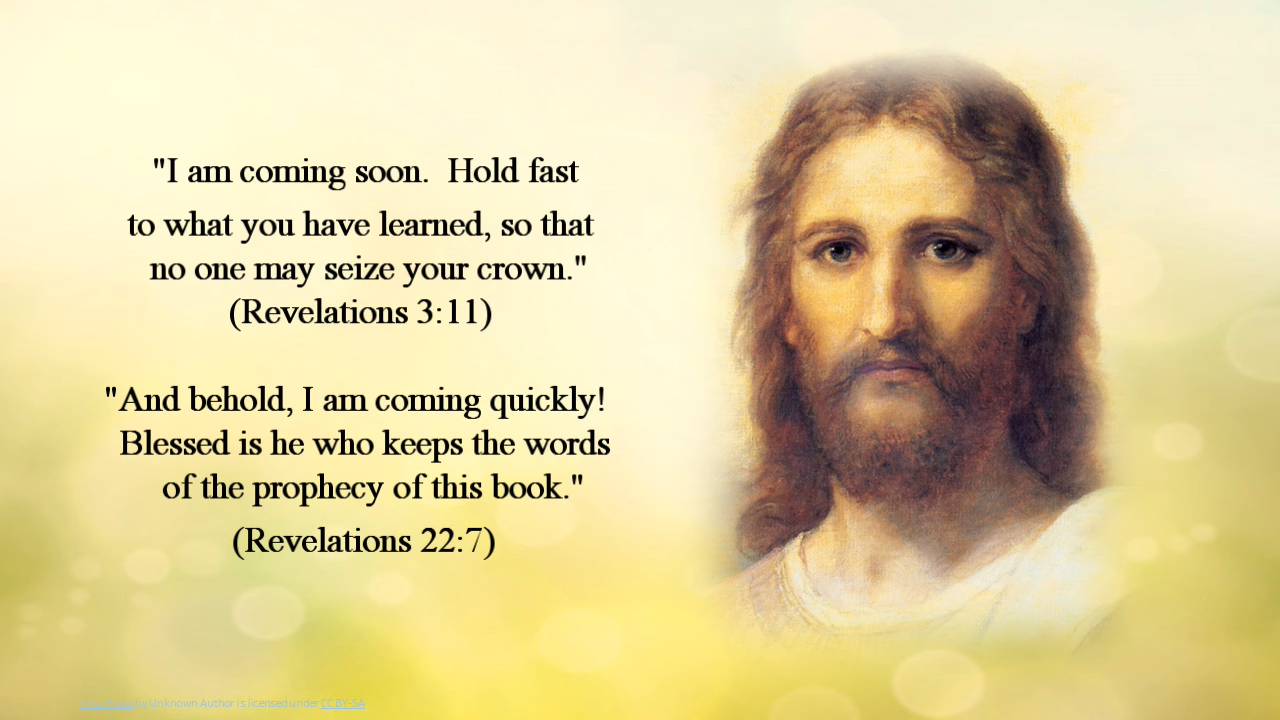 "I am coming soon.  Hold fast
to what you have learned, so that
no one may seize your crown."
(Revelations 3:11)
"And behold, I am coming quickly!
Blessed is he who keeps the words
of the prophecy of this book."
(Revelations 22:7)
by Unknown Author is licensed under CC BY-SA